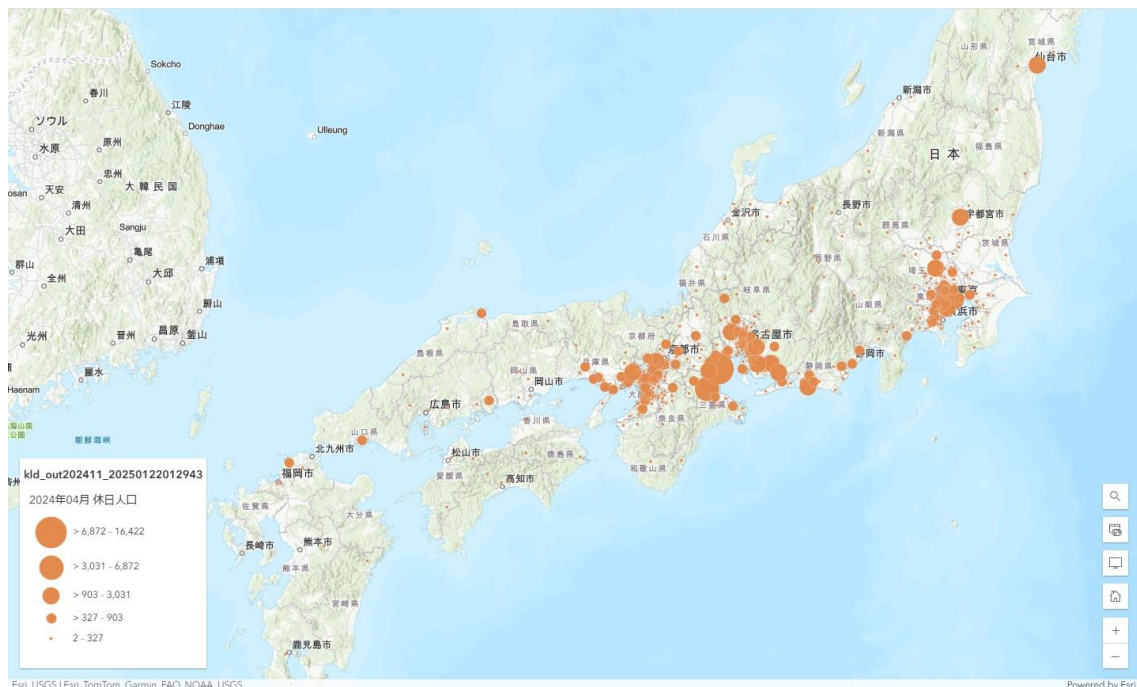 Sokcho
宮城県
山形県
仙台市
春川
江陵
新潟市
ソウル
Donghae
Ulleung
新潟県
水原
原州
日本
福島県
忠州
大韓民国
天安
清州
金沢市
長野市
宇都宮市
大田
Sangju
石川県
群馬県
茨城県
亀尾
浦項
群山
大邱
福井県
岐阜県
埼玉
全州
山梨県
東京
蔚山
横浜市
光州
晋州
昌原
釜山
鳥取県
京都府
名古屋市
京都市
静岡市
島根県
兵庫県
麗水
岡山県
岡山市
静岡県
Haenam
広島市
三重県
奈良県
香川県
朝鮮海峡
山口県
北九州市
松山市
徳島県
和歌山県
福岡市
愛媛県
高知市
佐賀県
大分県
長崎市
熊本市
熊本県
宮崎県
鹿児島市
kld_out202411_20250122012943
2024年04月 休日人口
> 6,872 - 16,422
> 3,031 - 6,872
> 903 - 3,031
> 327 - 903
2 - 327
Esri, USGS | Esri, TomTom, Garmin, FAO, NOAA, USGS
Powered by Esri